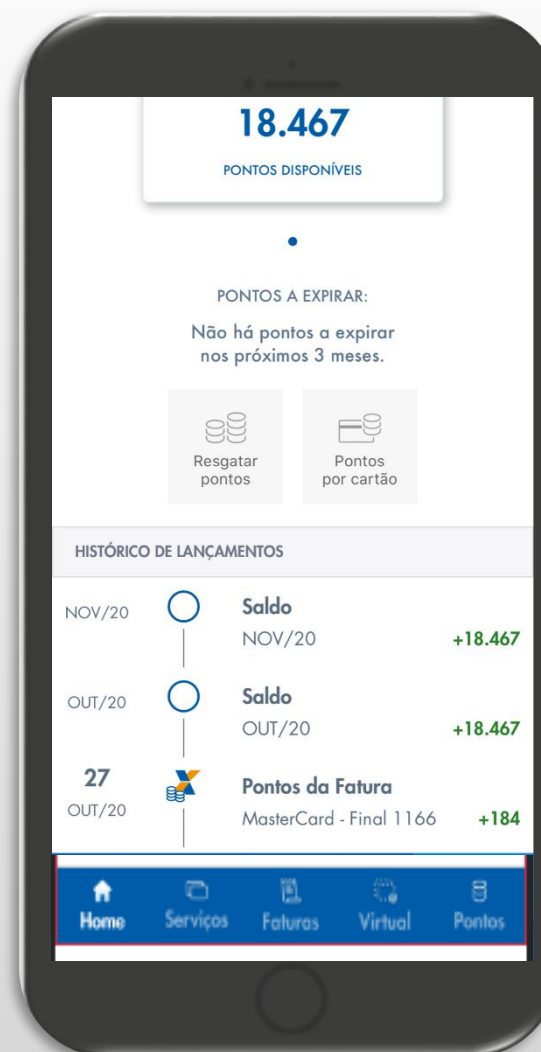 18.467
PONTOS DISPONÍVEIS
PONTOS A EXPIRAR:
Não há pontos a expirar
nos próximos 3 meses.
Resgatar
pontos
Pontos
por cartão
HISTÓRICO DE LANÇAMENTOS
NOV/20
Saldo
NOV/20 +18.467
OUT/20
Saldo
OUT/20 +18.467
27 Pontos da Fatura
OUT/20 MasterCard - Final 1166 +184
Home Serviços Faturas Virtual Pontos